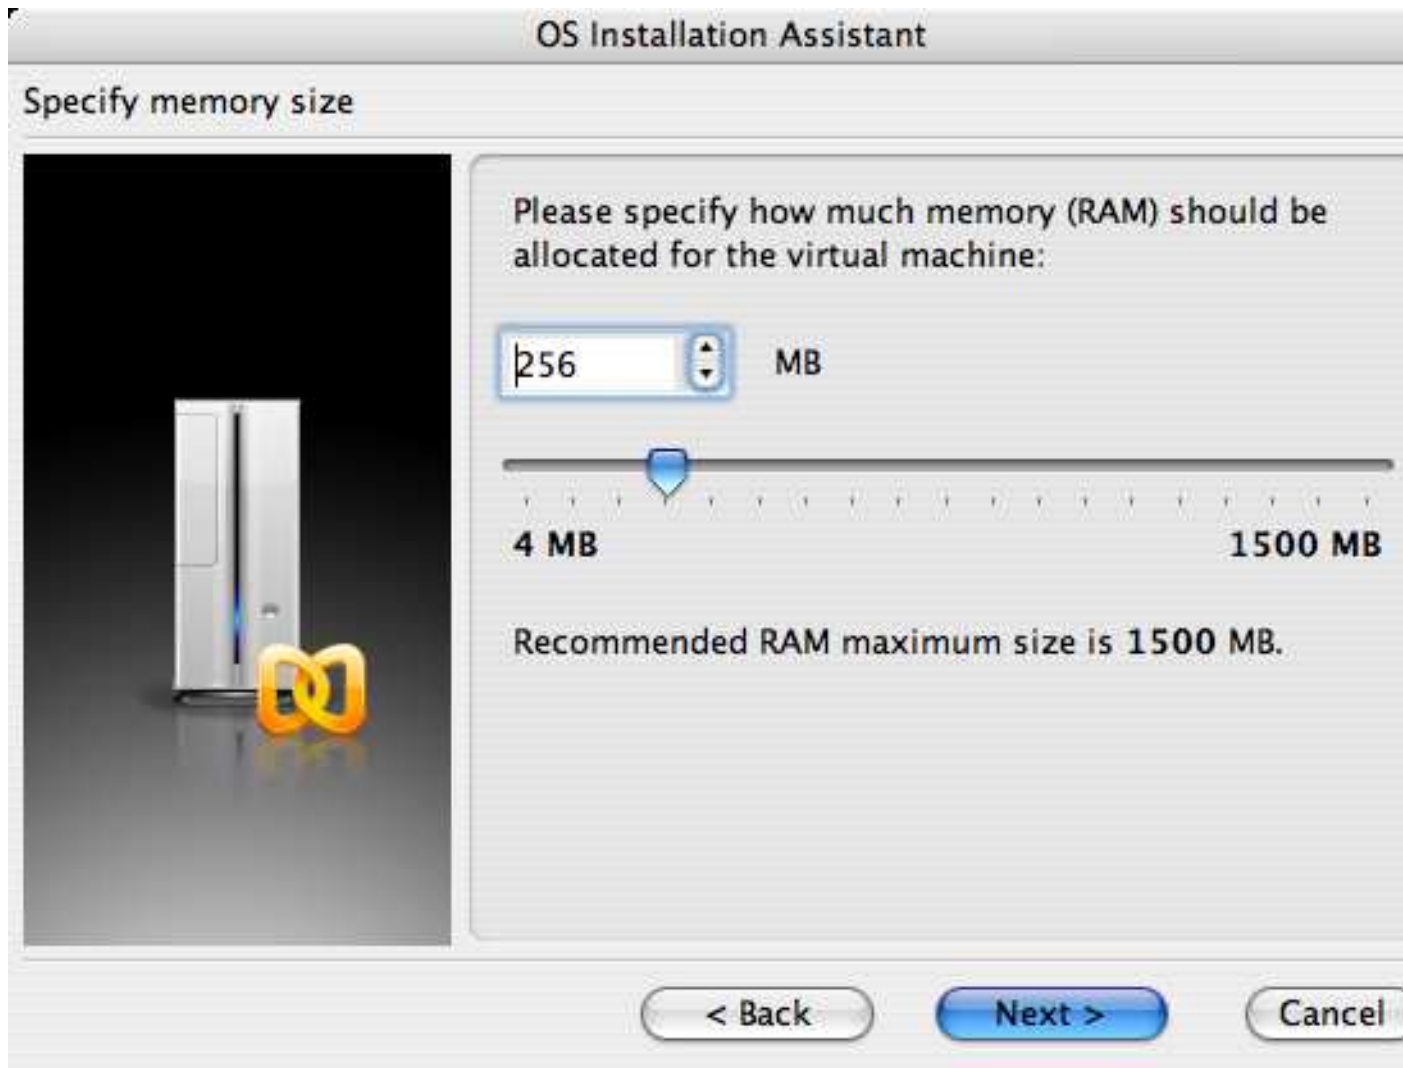 OS Installation Assistant
Specify memory size
Please specify how much memory (RAM) should be
allocated for the virtual machine:
256 MB
4 MB 1500 MB
Recommended RAM maximum size is 1500 MB.
< Back Next > Cancel